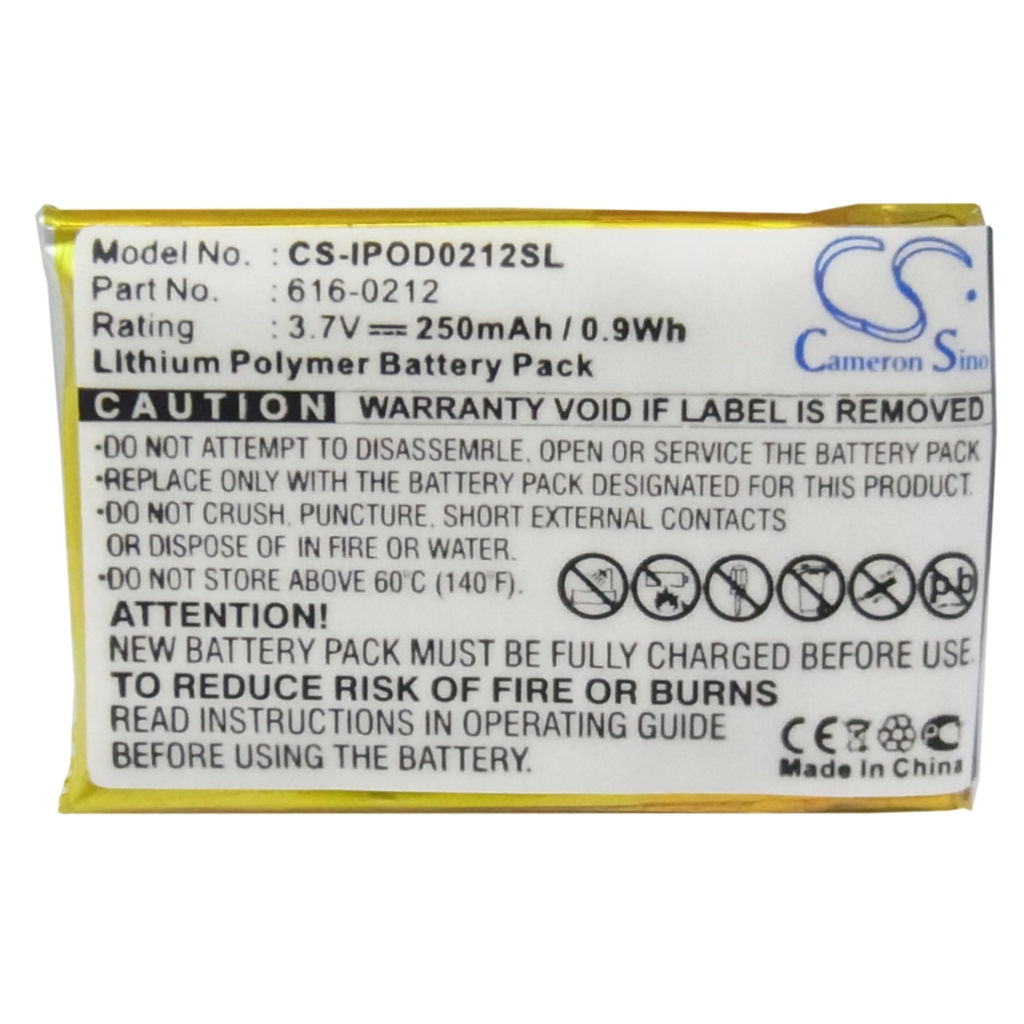 Model No. : CS-IPOD0212SL
Part No. : 616-0212
Rating : 3.7V 250mAh / 0.9Wh
Lithium Polymer Battery Pack
CS
Cameron Sino
CAUTION WARRANTY VOID IF LABEL IS REMOVED
•DO NOT ATTEMPT TO DISASSEMBLE, OPEN OR SERVICE THE BATTERY PACK
•REPLACE ONLY WITH THE BATTERY PACK DESIGNATED FOR THIS PRODUCT.
•DO NOT CRUSH, PUNCTURE, SHORT EXTERNAL CONTACTS
OR DISPOSE OF IN FIRE OR WATER.
•DO NOT STORE ABOVE 60°C (140°F).
Pb
ATTENTION!
NEW BATTERY PACK MUST BE FULLY CHARGED BEFORE USE.
TO REDUCE RISK OF FIRE OR BURNS
READ INSTRUCTIONS IN OPERATING GUIDE
BEFORE USING THE BATTERY.
CE
Made In China